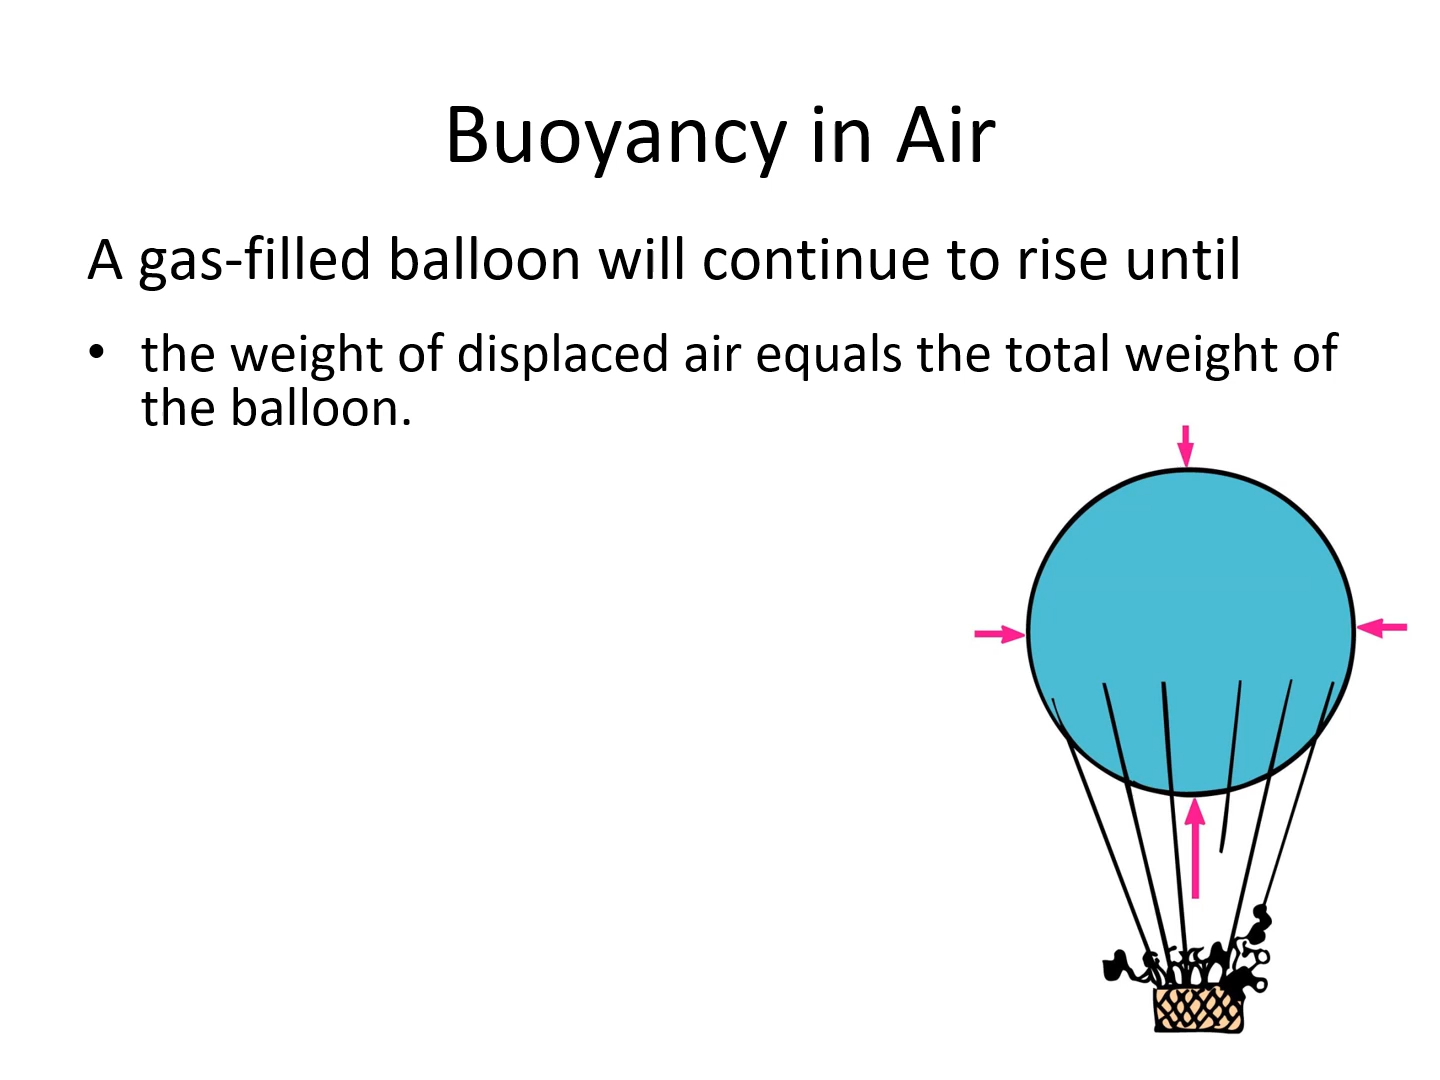 Buoyancy in Air
A gas-filled balloon will continue to rise until
• the weight of displaced air equals the total weight of
the balloon.